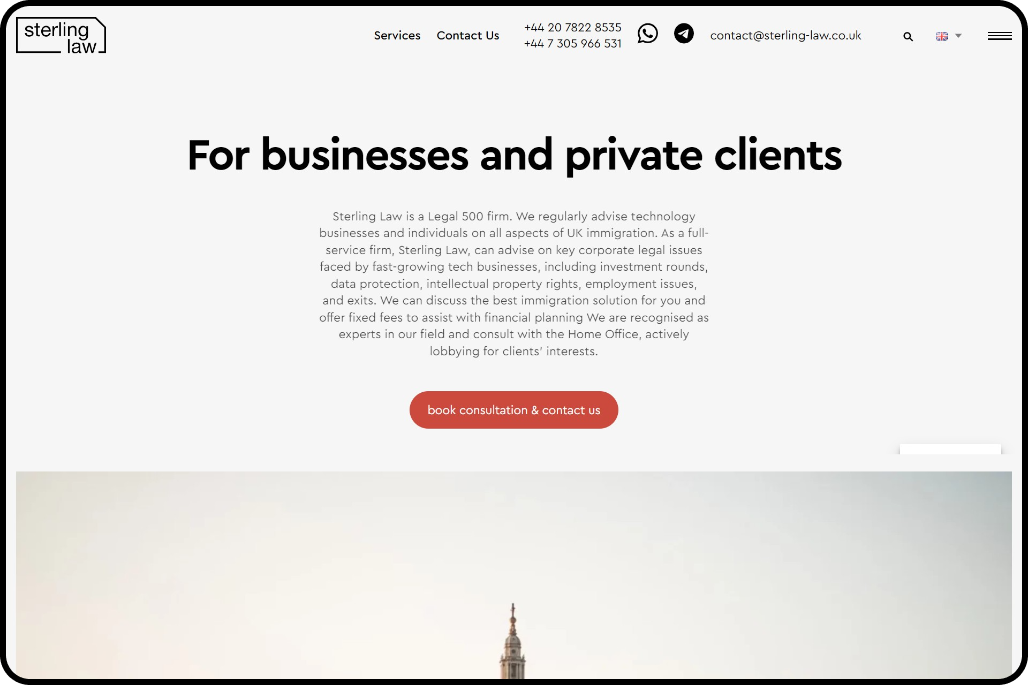 sterling
law
Services Contact Us
+44 20 7822 8535
+44 7 305 966 531
contact@sterling-law.co.uk
For businesses and private clients
Sterling Law is a Legal 500 firm. We regularly advise technology
businesses and individuals on all aspects of UK immigration. As a full-
service firm, Sterling Law, can advise on key corporate legal issues
faced by fast-growing tech businesses, including investment rounds,
data protection, intellectual property rights, employment issues,
and exits. We can discuss the best immigration solution for you and
offer fixed fees to assist with financial planning We are recognised as
experts in our field and consult with the Home Office, actively
lobbying for clients’ interests.
book consultation & contact us